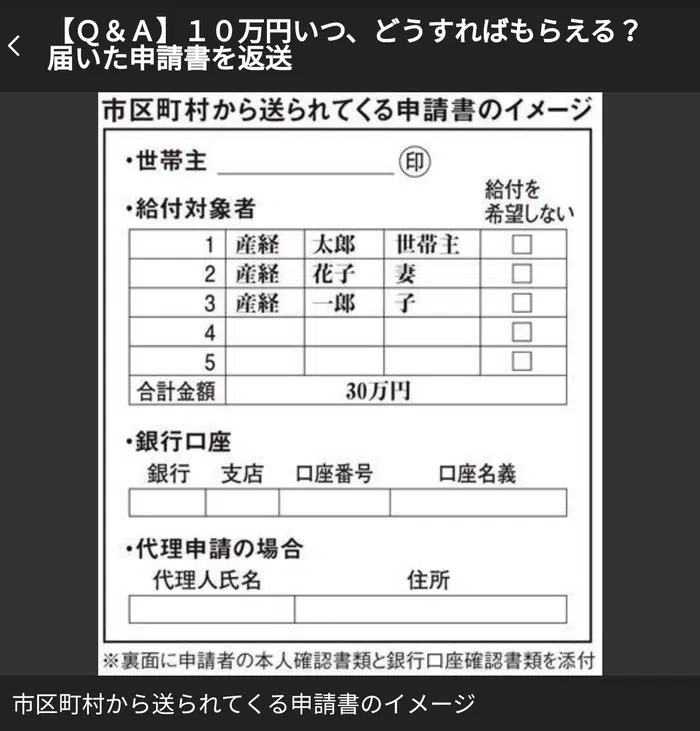 【Q＆A】１０万円いつ、どうすればもらえる？
届いた申請書を返送
市区町村から送られてくる申請書のイメージ
・世帯主 ㊞
給付を
希望しない
・給付対象者
1 産経 太郎 世帯主 □
2 産経 花子 妻 □
3 産経 一郎 子 □
4 □
5 □
合計金額 30万円
・銀行口座
銀行 支店 口座番号 口座名義
・代理申請の場合
代理人氏名 住所
※裏面に申請者の本人確認書類と銀行口座確認書類を添付
市区町村から送られてくる申請書のイメージ